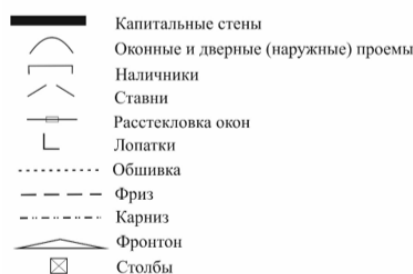 Капитальные стены
Оконные и дверные (наружные) проемы
Наличники
Ставни
Расстекловка окон
Лопатки
Обшивка
Фриз
Карниз
Фронтон
Столбы